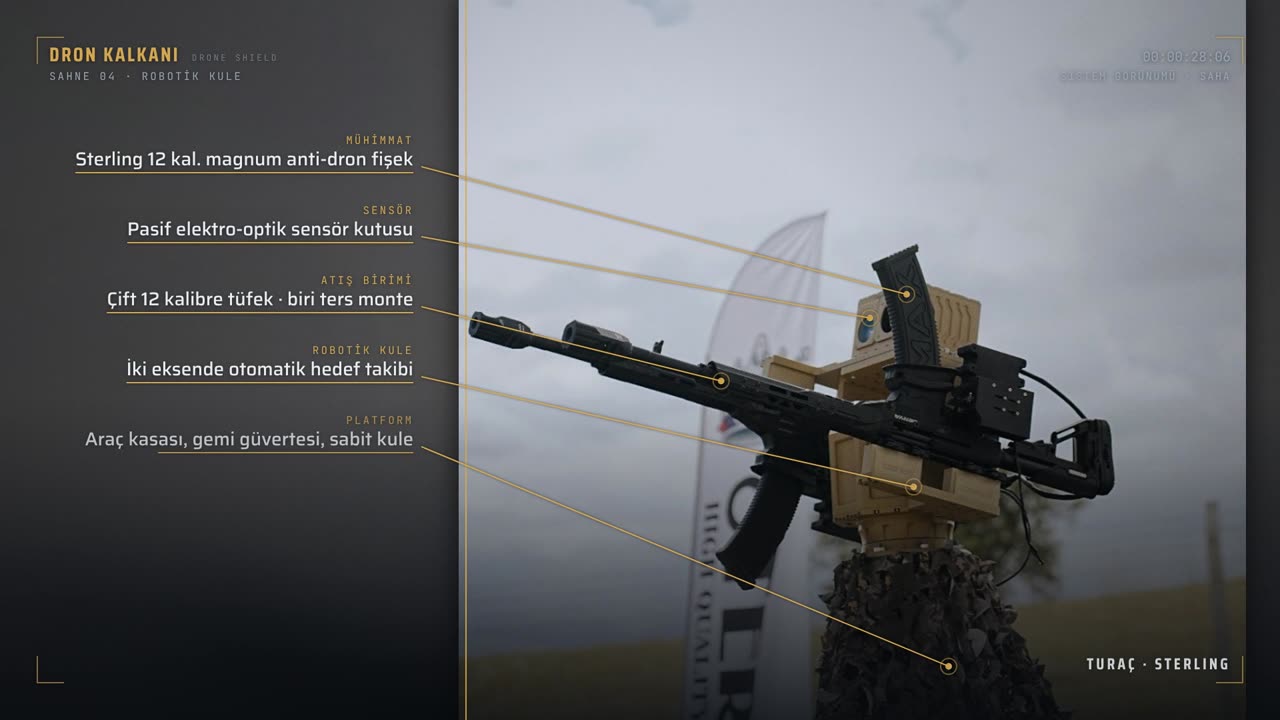 DRON KALKANI DRONE SHIELD
SAHNE 04 · ROBOTİK KULE
00:00:28:06
SİSTEM GÖRÜNÜMÜ · SAHA
MÜHİMMAT
Sterling 12 kal. magnum anti-dron fişek
SENSÖR
Pasif elektro-optik sensör kutusu
ATIŞ BİRİMİ
Çift 12 kalibre tüfek · biri ters monte
ROBOTİK KULE
İki eksende otomatik hedef takibi
PLATFORM
Araç kasası, gemi güvertesi, sabit kule
HIGH QUALITY
TURAÇ · STERLING